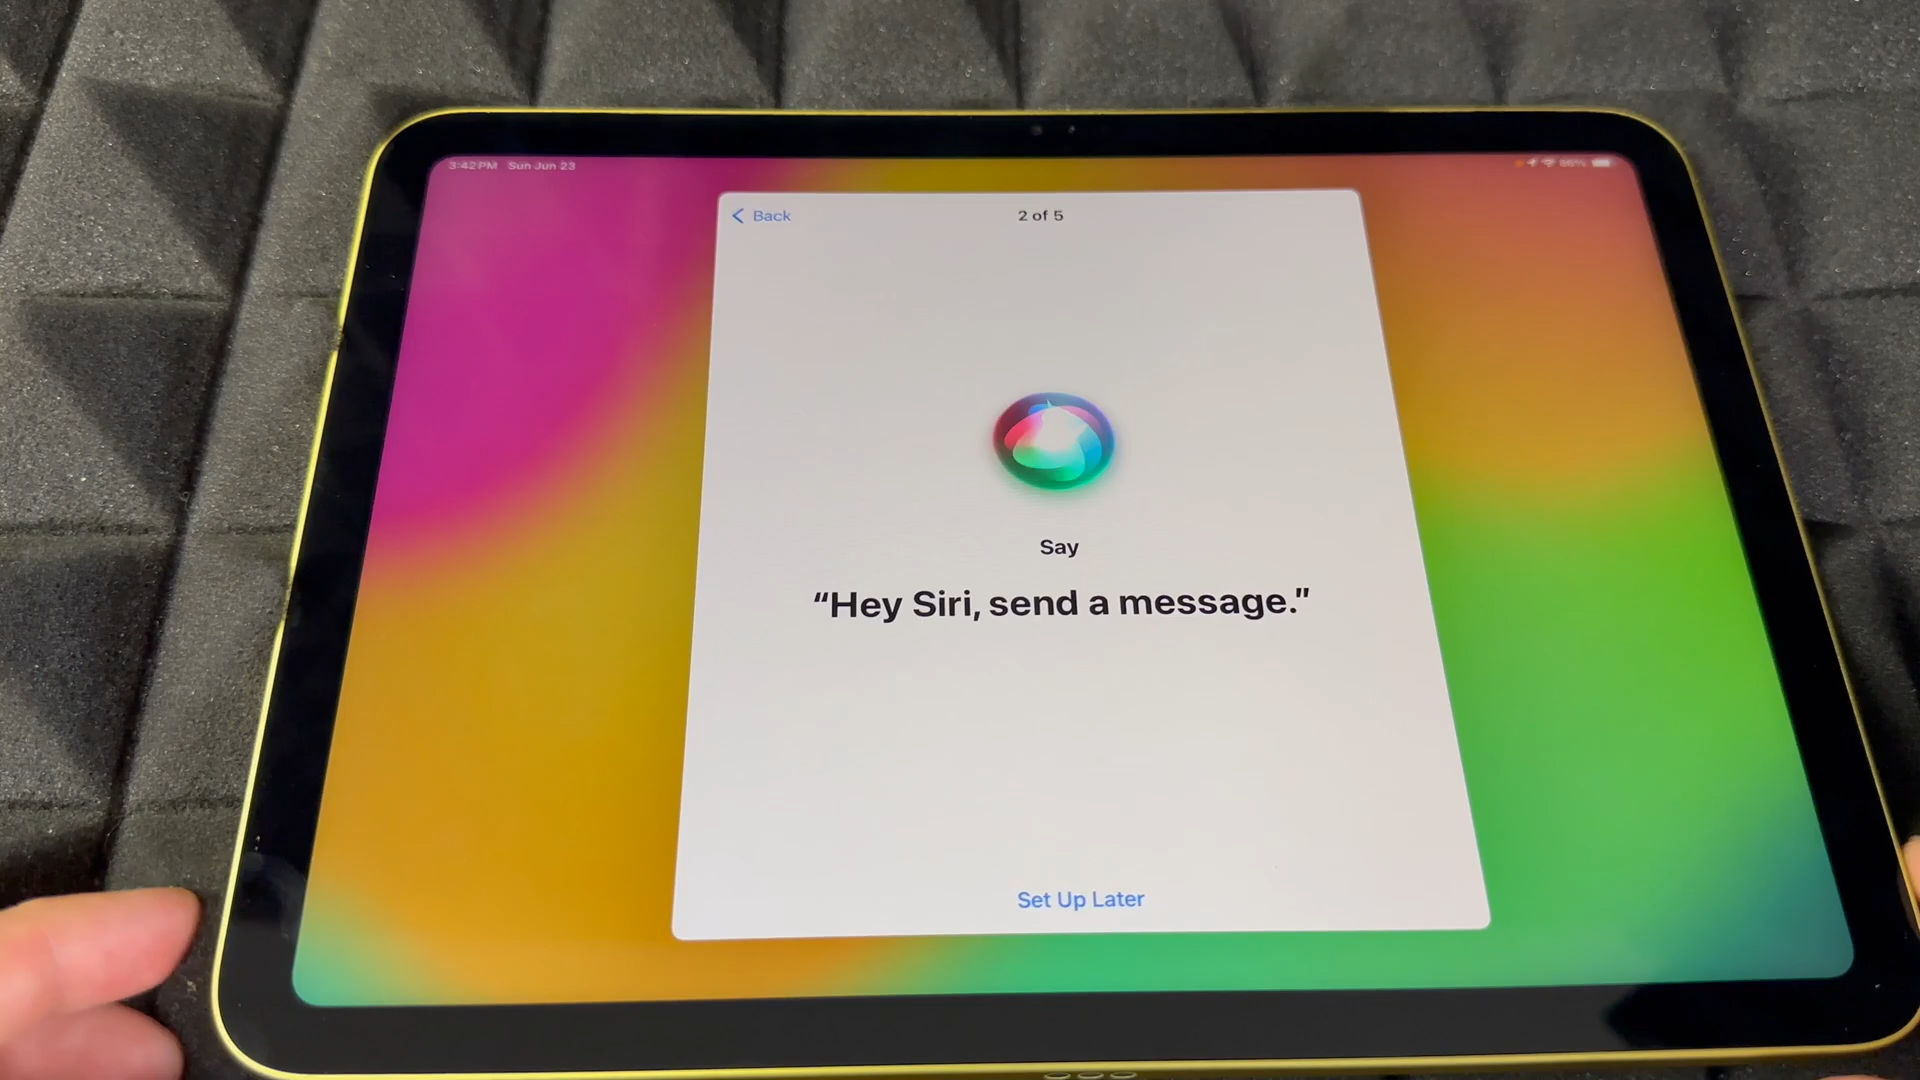 3:42 PM Sun Jun 23
Back
2 of 5
Say
“Hey Siri, send a message.”
Set Up Later